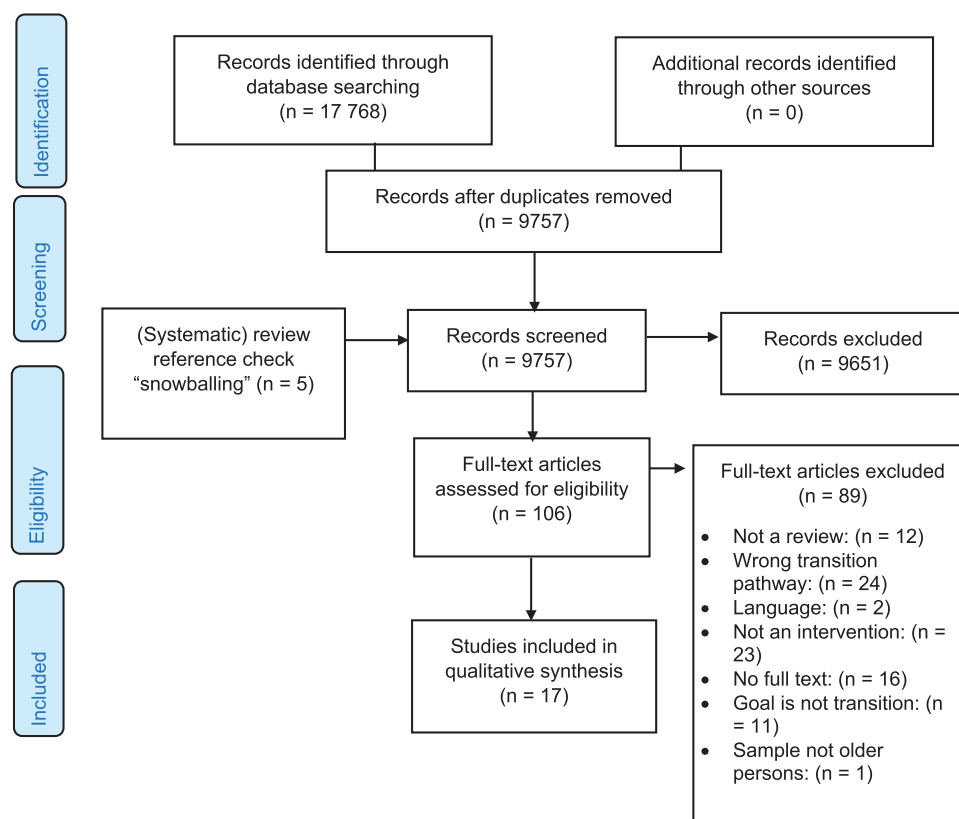 Identification
Records identified through
database searching
(n = 17 768)
Additional records identified
through other sources
(n = 0)
Records after duplicates removed
(n = 9757)
Screening
(Systematic) review
reference check
“snowballing” (n = 5)
Records screened
(n = 9757)
Records excluded
(n = 9651)
Eligibility
Full-text articles
assessed for eligibility
(n = 106)
Full-text articles excluded
(n = 89)
• Not a review: (n = 12)
• Wrong transition
pathway: (n = 24)
• Language: (n = 2)
• Not an intervention: (n =
23)
• No full text: (n = 16)
• Goal is not transition: (n
= 11)
• Sample not older
persons: (n = 1)
Included
Studies included in
qualitative synthesis
(n = 17)